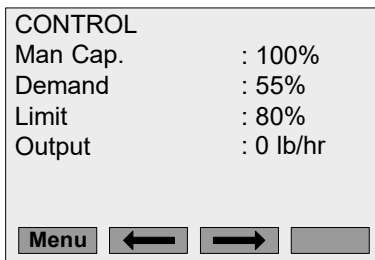 CONTROL
Man Cap. : 100%
Demand : 55%
Limit : 80%
Output : 0 lb/hr
Menu